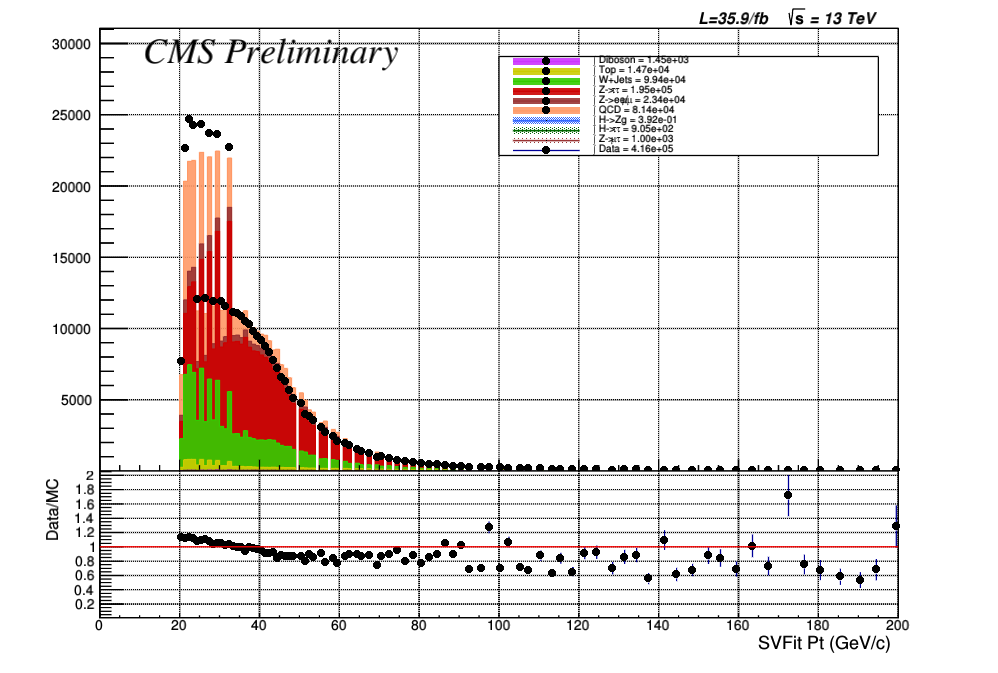 L=35.9/fb √s = 13 TeV
CMS Preliminary
Diboson = 1.45e+03
Top = 1.47e+04
W+Jets = 9.94e+04
Z->ττ = 1.95e+05
= 2.34e+04
QCD = 8.14e+04
H->Zg = 3.92e-01
H->ττ = 9.05e+02
= 1.00e+03
Data = 4.16e+05
30000
25000
20000
15000
10000
5000
Data/MC
2
1.8
1.6
1.4
1.2
1
0.8
0.6
0.4
0.2
0 20 40 60 80 100 120 140 160 180 200
SVFit Pt (GeV/c)